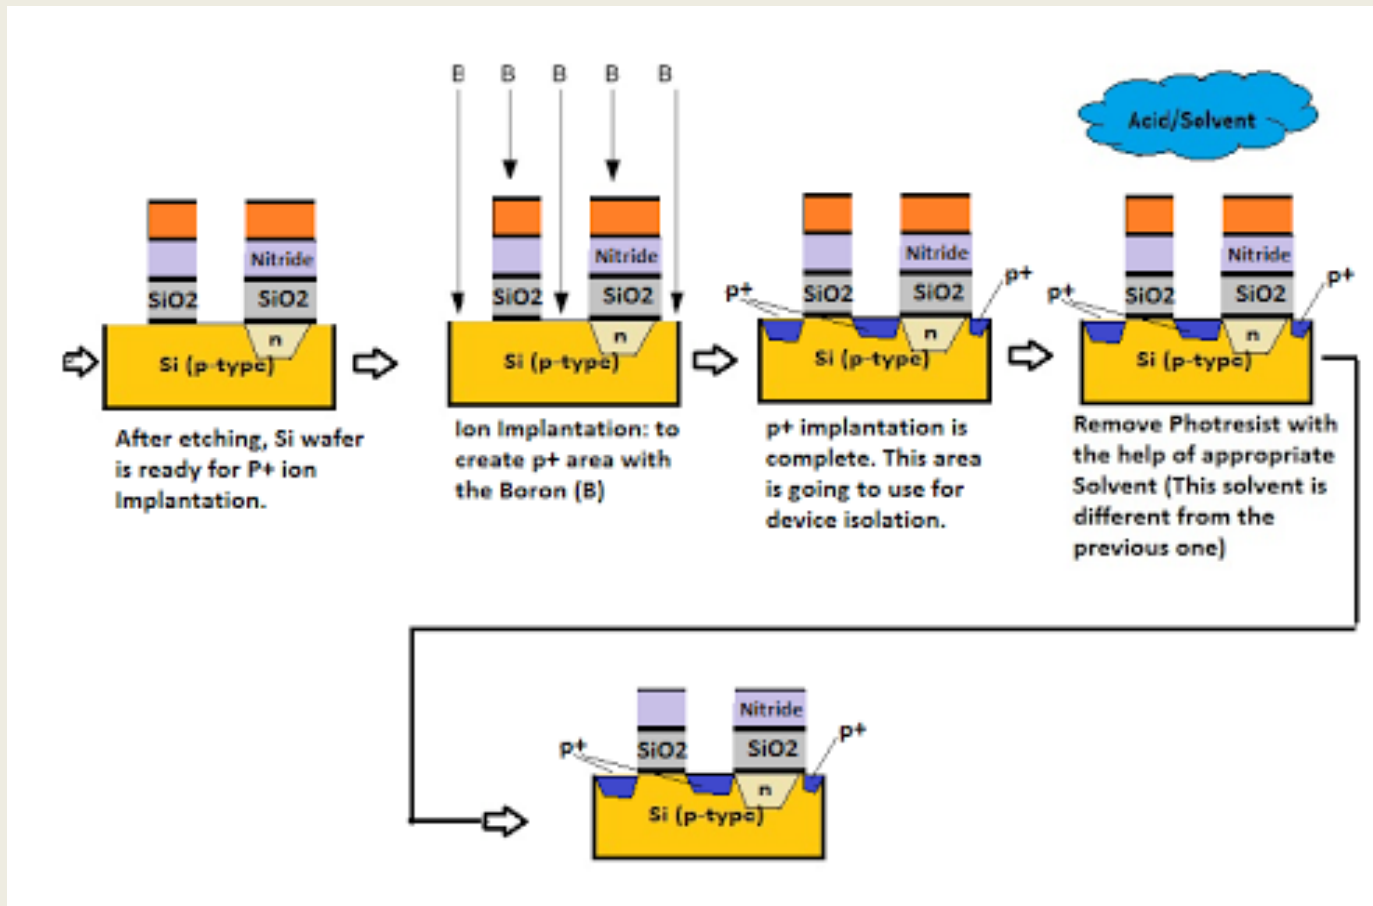 B B B B B
Acid/Solvent
Nitride
SiO2 SiO2
n
Si (p-type)
After etching, Si wafer
is ready for P+ ion
Implantation.
Nitride
SiO2 SiO2
n
Si (p-type)
Ion Implantation: to
create p+ area with
the Boron (B)
Nitride
p+ p+
SiO2 SiO2
n
Si (p-type)
p+ implantation is
complete. This area
is going to use for
device isolation.
Nitride
p+ p+
SiO2 SiO2
n
Si (p-type)
Remove Photresist with
the help of appropriate
Solvent (This solvent is
different from the
previous one)
Nitride
p+ p+
SiO2 SiO2
n
Si (p-type)